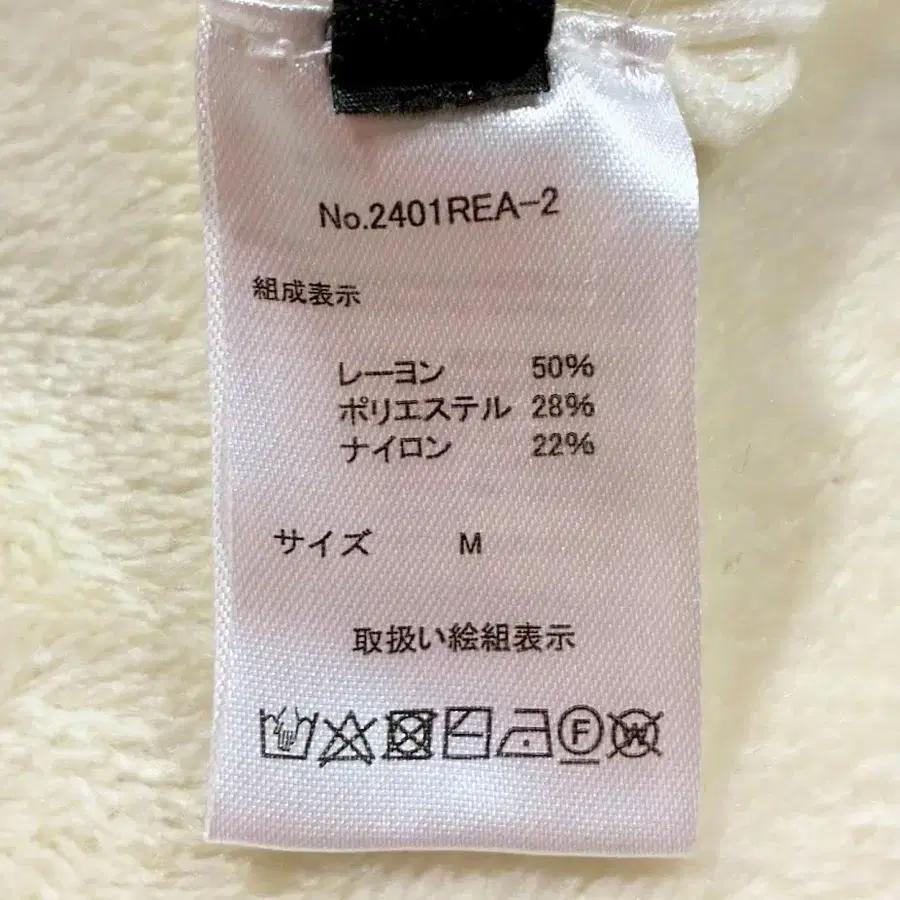 No.2401REA-2
組成表示
レーヨン 50%
ポリエステル 28%
ナイロン 22%
サイズ M
取扱い絵組表示
F W